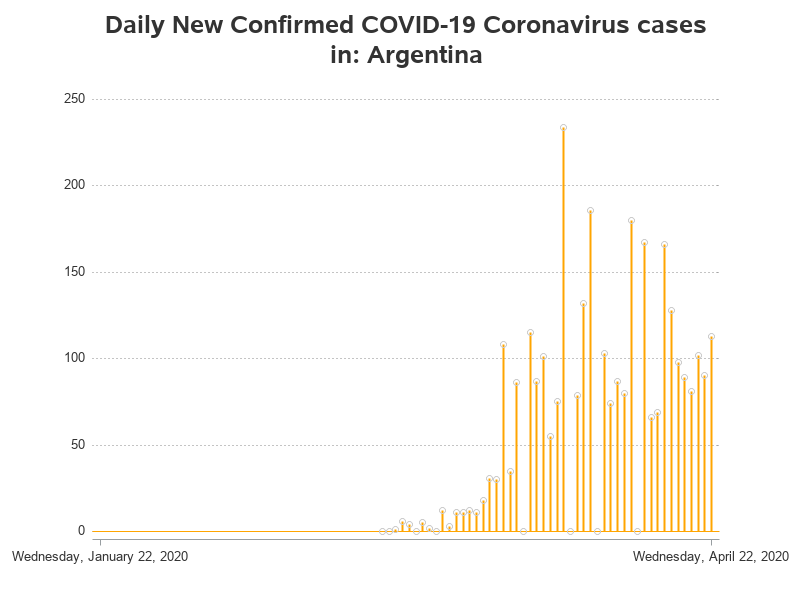 Daily New Confirmed COVID-19 Coronavirus cases
in: Argentina
250
200
150
100
50
0
Wednesday, January 22, 2020
Wednesday, April 22, 2020